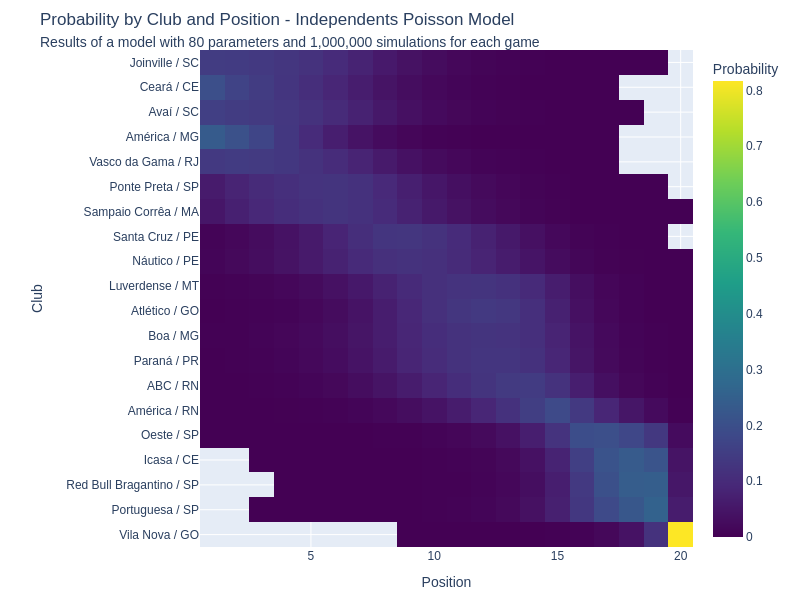 Probability by Club and Position - Independents Poisson Model
Results of a model with 80 parameters and 1,000,000 simulations for each game
Probability
Joinville / SC
Ceará / CE
Avaí / SC
América / MG
Vasco da Gama / RJ
Ponte Preta / SP
Sampaio Corrêa / MA
Santa Cruz / PE
Náutico / PE
Luverdense / MT
Atlético / GO
Boa / MG
Paraná / PR
ABC / RN
América / RN
Oeste / SP
Icasa / CE
Red Bull Bragantino / SP
Portuguesa / SP
Vila Nova / GO
Club
5 10 15 20
Position
0.8
0.7
0.6
0.5
0.4
0.3
0.2
0.1
0